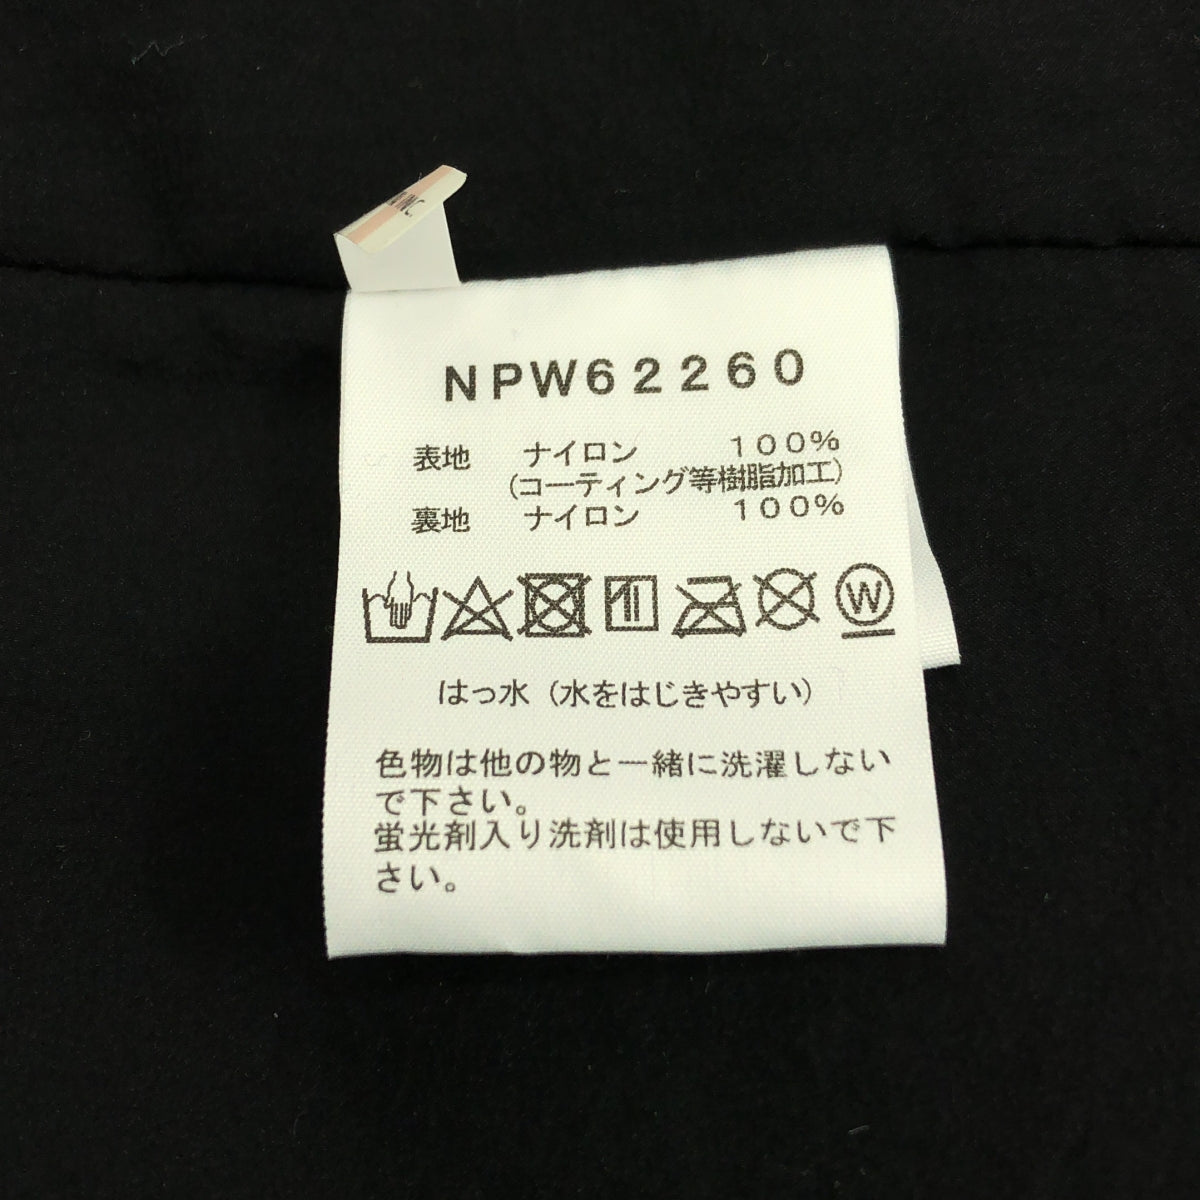 INC.
NPW62260
表地 ナイロン 100%
(コーティング等樹脂加工)
裏地 ナイロン 100%
W
はっ水（水をはじきやすい）
色物は他の物と一緒に洗濯しない
で下さい。
蛍光剤入り洗剤は使用しないで下
さい。